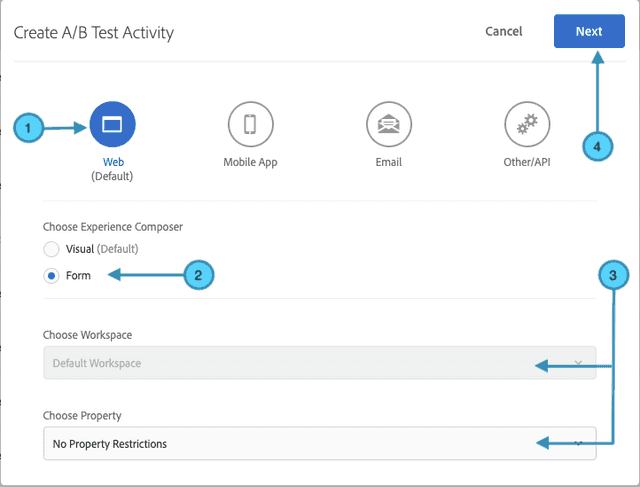 Create A/B Test Activity
Cancel
Next
1
Web
(Default)
Mobile App
Email
Other/API
4
Choose Experience Composer
Visual (Default)
Form
2
3
Choose Workspace
Default Workspace
Choose Property
No Property Restrictions